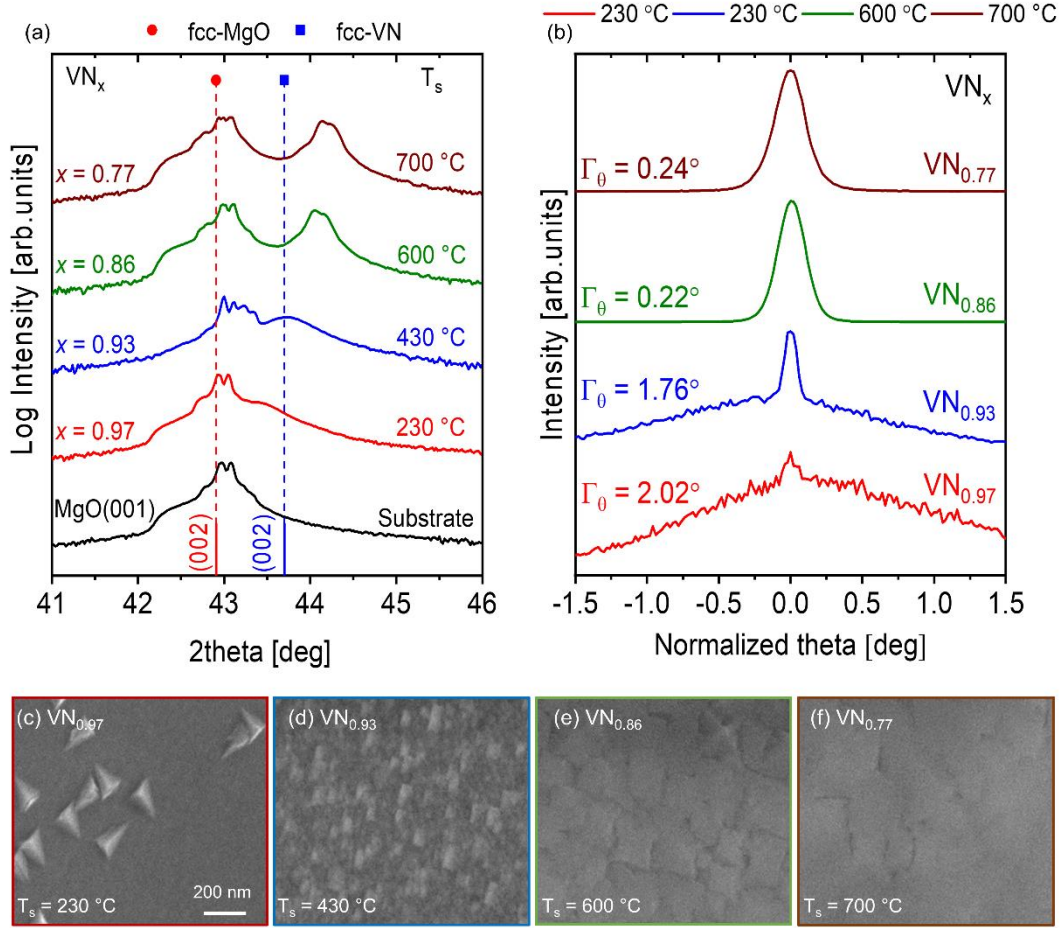 230 °C 230 °C 600 °C 700 °C
(a) fcc-MgO fcc-VN
(b)
VNₓ Tₛ
x = 0.77 700 °C
x = 0.86 600 °C
x = 0.93 430 °C
x = 0.97 230 °C
MgO(001) Substrate
(002) (002)
41 42 43 44 45 46
2theta [deg]
Log Intensity [arb.units]
VNₓ
Γθ = 0.24° VN₀.₇₇
Γθ = 0.22° VN₀.₈₆
Γθ = 1.76° VN₀.₉₃
Γθ = 2.02° VN₀.₉₇
-1.5 -1.0 -0.5 0.0 0.5 1.0 1.5
Normalized theta [deg]
Intensity [arb.units]
(c) VN₀.₉₇
200 nm
Tₛ = 230 °C
(d) VN₀.₉₃
Tₛ = 430 °C
(e) VN₀.₈₆
Tₛ = 600 °C
(f) VN₀.₇₇
Tₛ = 700 °C